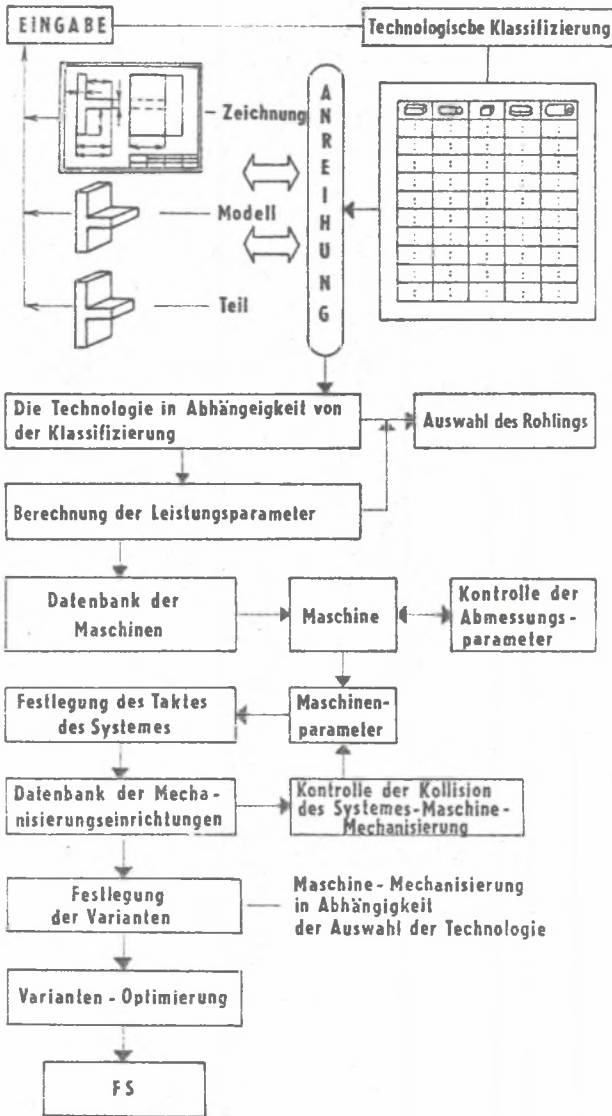 EINGABE
Technologische Klassifizierung
Zeichnung
Modell
Teil
ANREIHUNG
Die Technologie in Abhängeigkeit von
der Klassifizierung
Auswahl des Rohlings
Berechnung der Leistungsparameter
Datenbank der
Maschinen
Maschine
Kontrolle der
Abmessungs-
parameter
Festlegung des Taktes
des Systemes
Maschinen-
parameter
Datenbank der Mecha-
nisierungseinrichtungen
Kontrolle der Kollision
des Systemes-Maschine-
Mechanisierung
Festlegung
der Varianten
Maschine - Mechanisierung
in Abhängigkeit
der Auswahl der Technologie
Varianten - Optimierung
FS